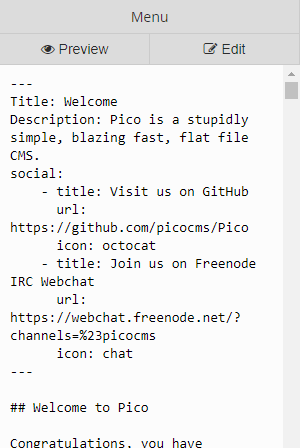 Menu
Preview Edit
---
Title: Welcome
Description: Pico is a stupidly
simple, blazing fast, flat file
CMS.
social:
    - title: Visit us on GitHub
      url:
https://github.com/picocms/Pico
      icon: octocat
    - title: Join us on Freenode
IRC Webchat
      url:
https://webchat.freenode.net/?
channels=%23picocms
      icon: chat
---
## Welcome to Pico
Congratulations, you have